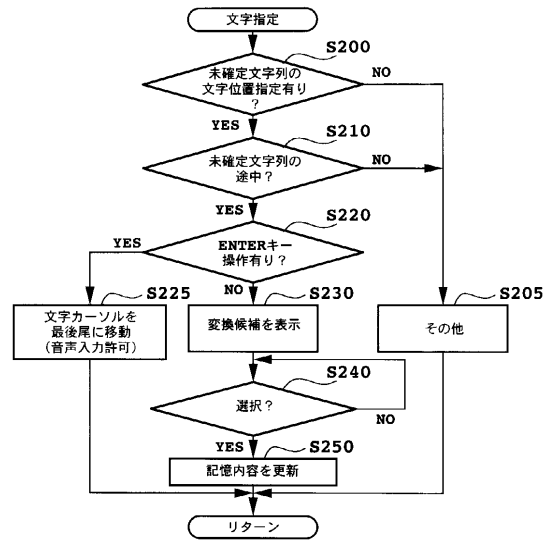 文字指定
S200
未確定文字列の
文字位置指定有り
?
NO
YES
S210
未確定文字列の
途中?
NO
YES
S220
ENTERキー
操作有り?
YES
NO
S225
文字カーソルを
最後尾に移動
(音声入力許可)
S230
変換候補を表示
S205
その他
S240
選択?
NO
YES
S250
記憶内容を更新
リターン